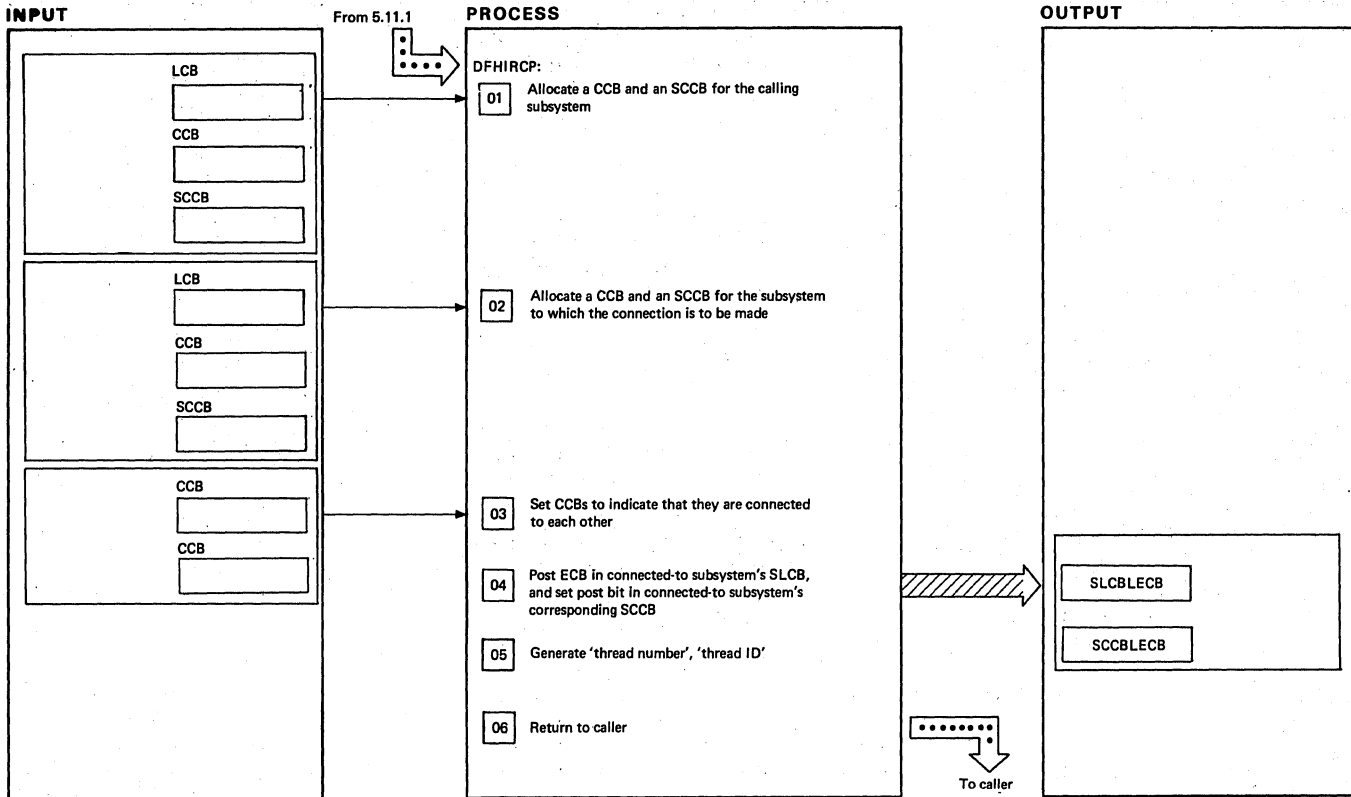 INPUT
From 5.11.1
PROCESS
OUTPUT
LCB
CCB
SCCB
LCB
CCB
SCCB
CCB
CCB
DFHIRCP:
01 Allocate a CCB and an SCCB for the calling
subsystem
02 Allocate a CCB and an SCCB for the subsystem
to which the connection is to be made
03 Set CCBs to indicate that they are connected
to each other
04 Post ECB in connected-to subsystem's SLCB,
and set post bit in connected-to subsystem's
corresponding SCCB
05 Generate 'thread number', 'thread ID'
06 Return to caller
To caller
SLCBLECB
SCCBLECB